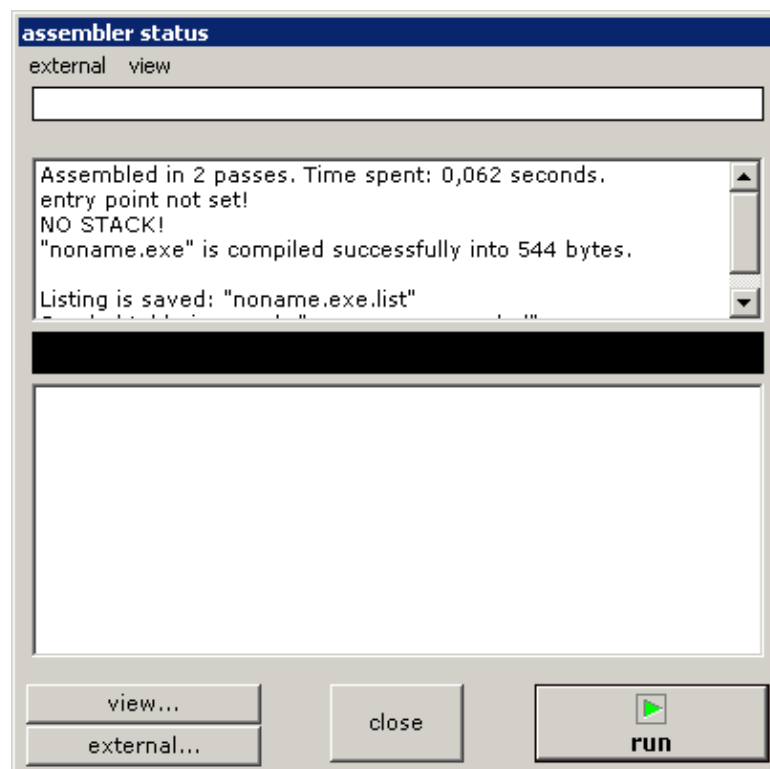 assembler status
external view
Assembled in 2 passes. Time spent: 0,062 seconds.
entry point not set!
NO STACK!
"noname.exe" is compiled successfully into 544 bytes.
Listing is saved: "noname.exe.list"
view...
external...
close
run